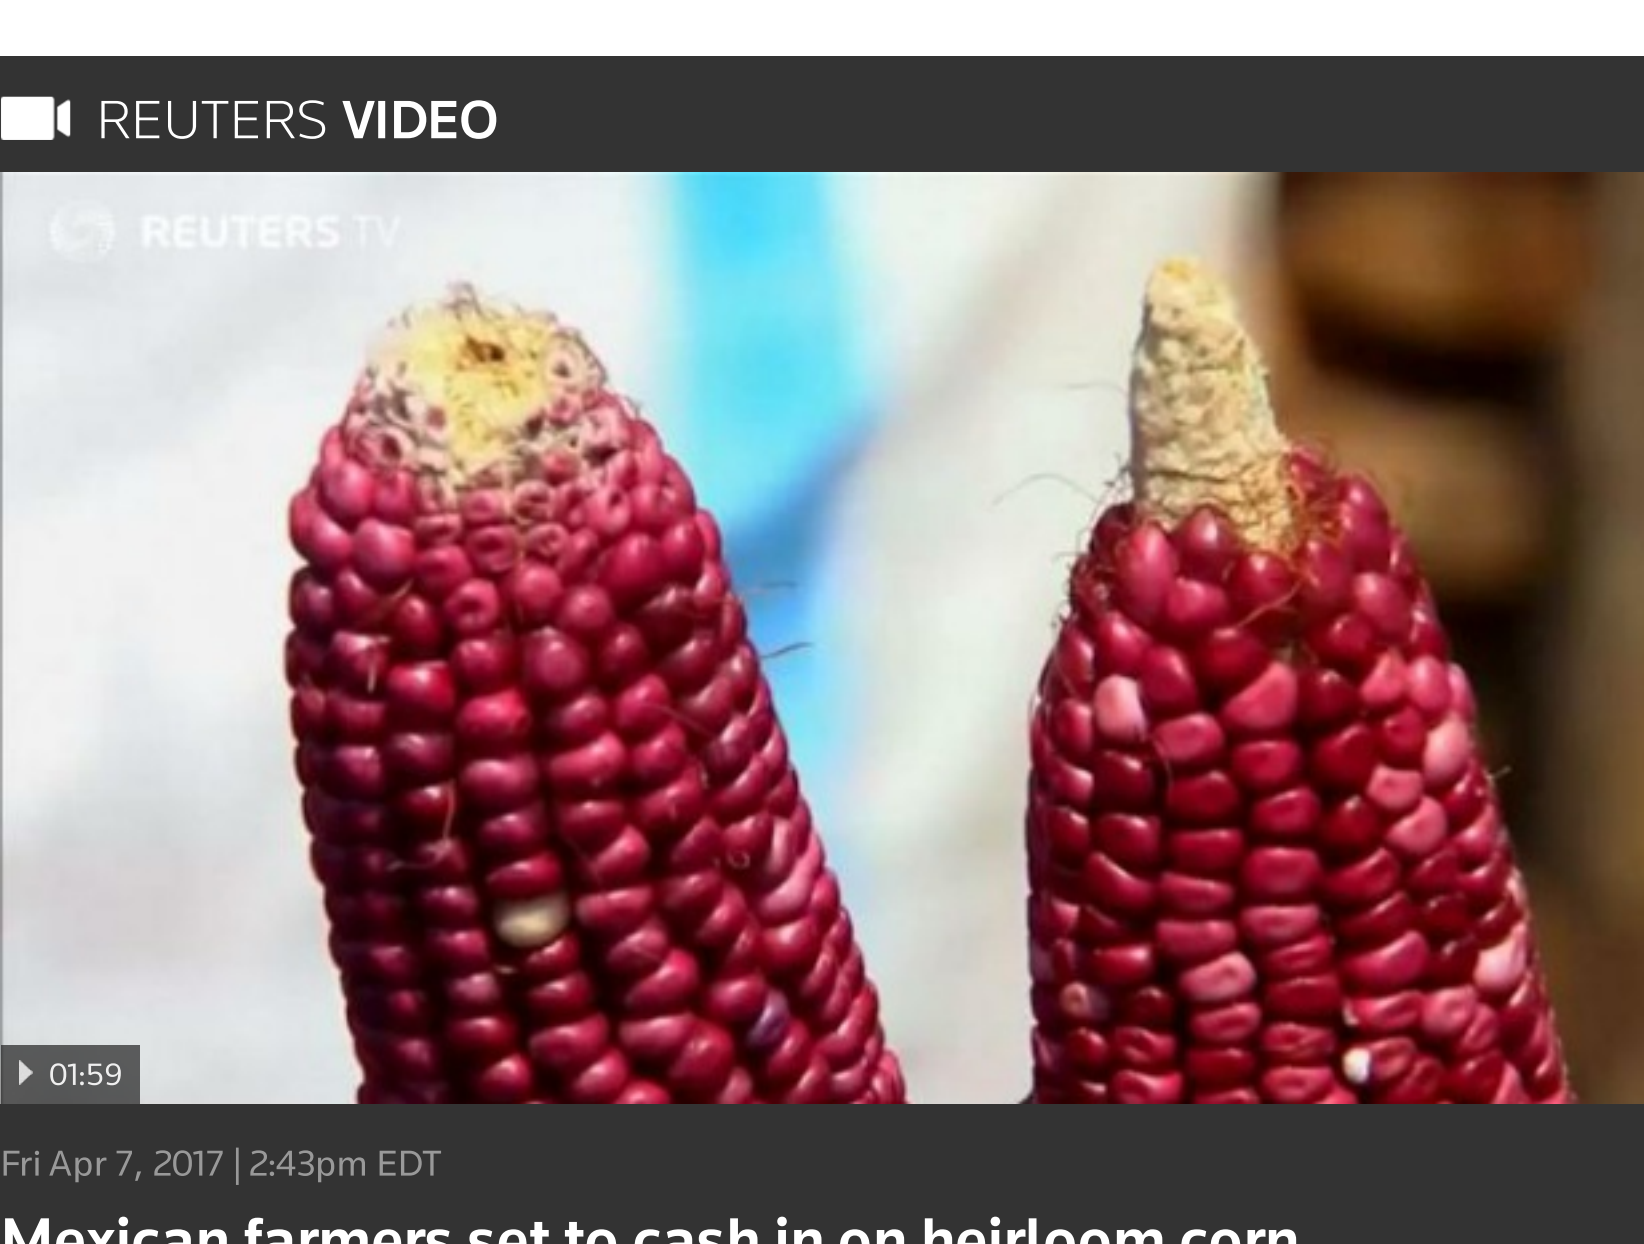 REUTERS VIDEO
REUTERS TV
01:59
Fri Apr 7, 2017 | 2:43pm EDT
Mexican farmers set to cash in on heirloom corn